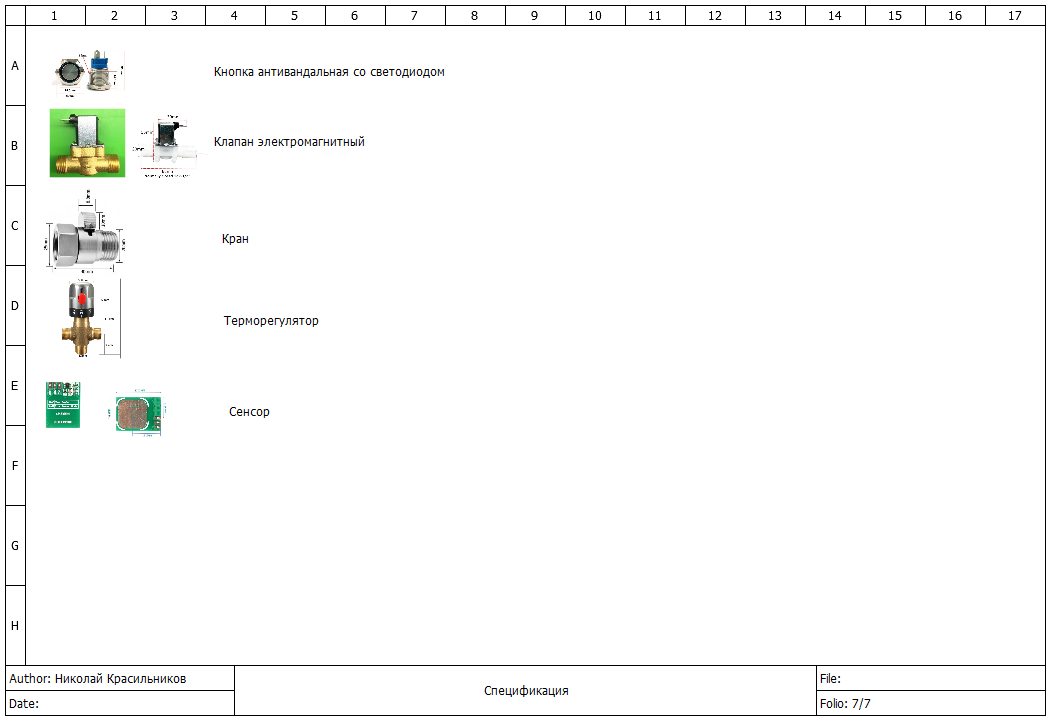 1 2 3 4 5 6 7 8 9 10 11 12 13 14 15 16 17
A
Кнопка антивандальная со светодиодом
B
Клапан электромагнитный
C
Кран
D
Терморегулятор
E
Сенсор
F
G
H
Author: Николай Красильников
Спецификация
File:
Date:
Folio: 7/7